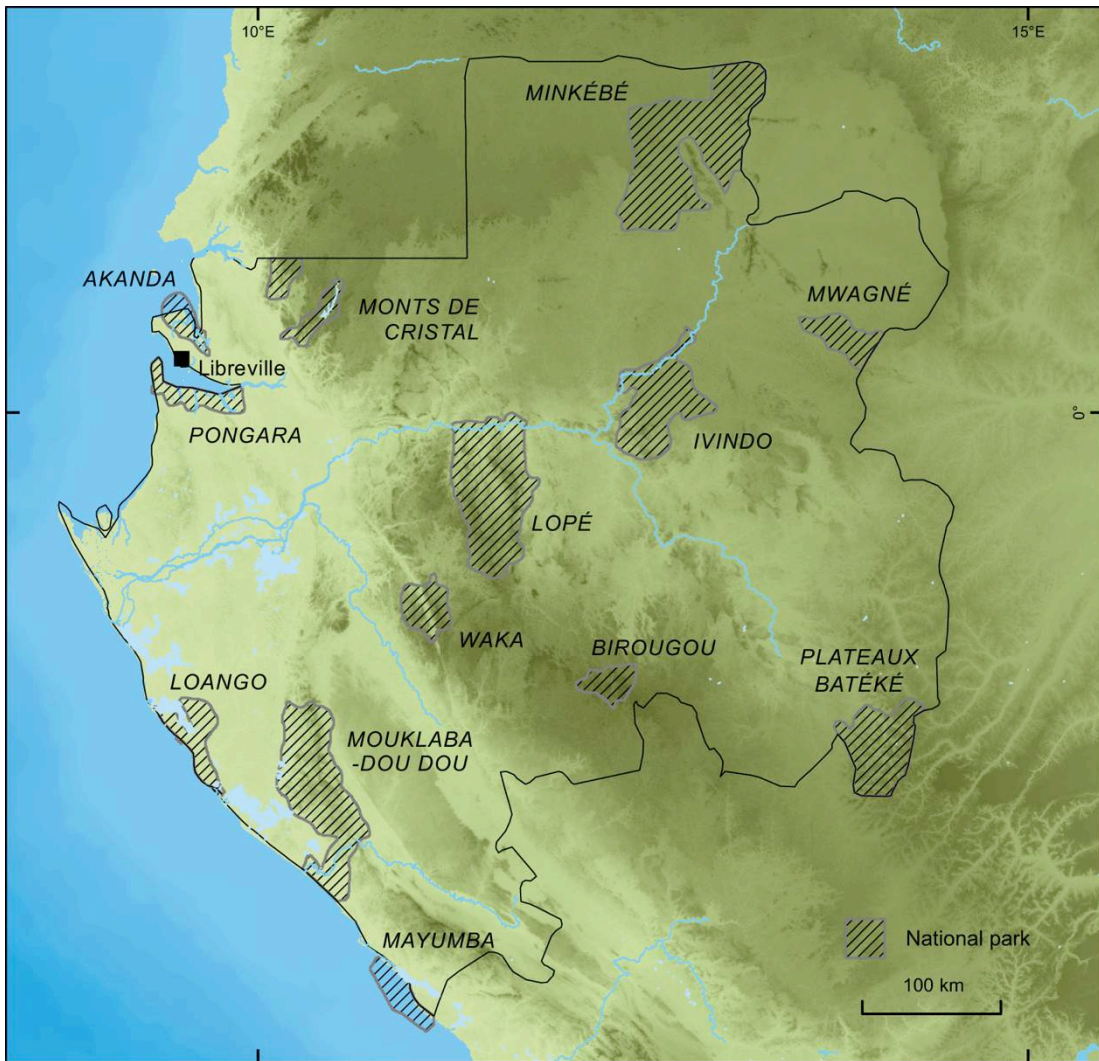 10°E
15°E
MINKÉBÉ
AKANDA
MONTS DE
CRISTAL
MWAGNÉ
Libreville
0°
PONGARA
IVINDO
LOPÉ
WAKA
BIROUGOU
PLATEAUX
BATÉKÉ
LOANGO
MOUKLABA
-DOU DOU
MAYUMBA
National park
100 km